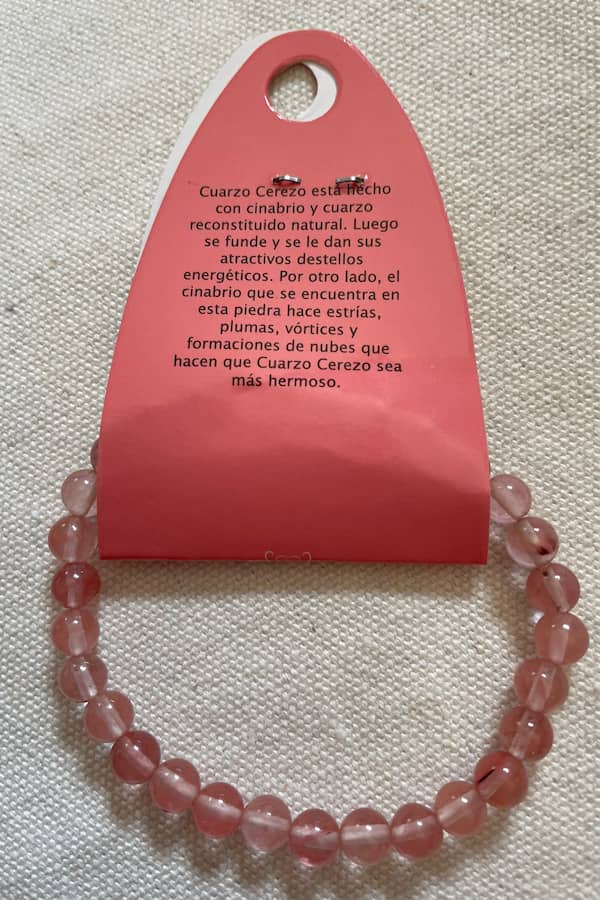 Cuarzo Cerezo está hecho
con cinabrio y cuarzo
reconstituido natural. Luego
se funde y se le dan sus
atractivos destellos
energéticos. Por otro lado, el
cinabrio que se encuentra en
esta piedra hace estrías,
plumas, vórtices y
formaciones de nubes que
hacen que Cuarzo Cerezo sea
más hermoso.